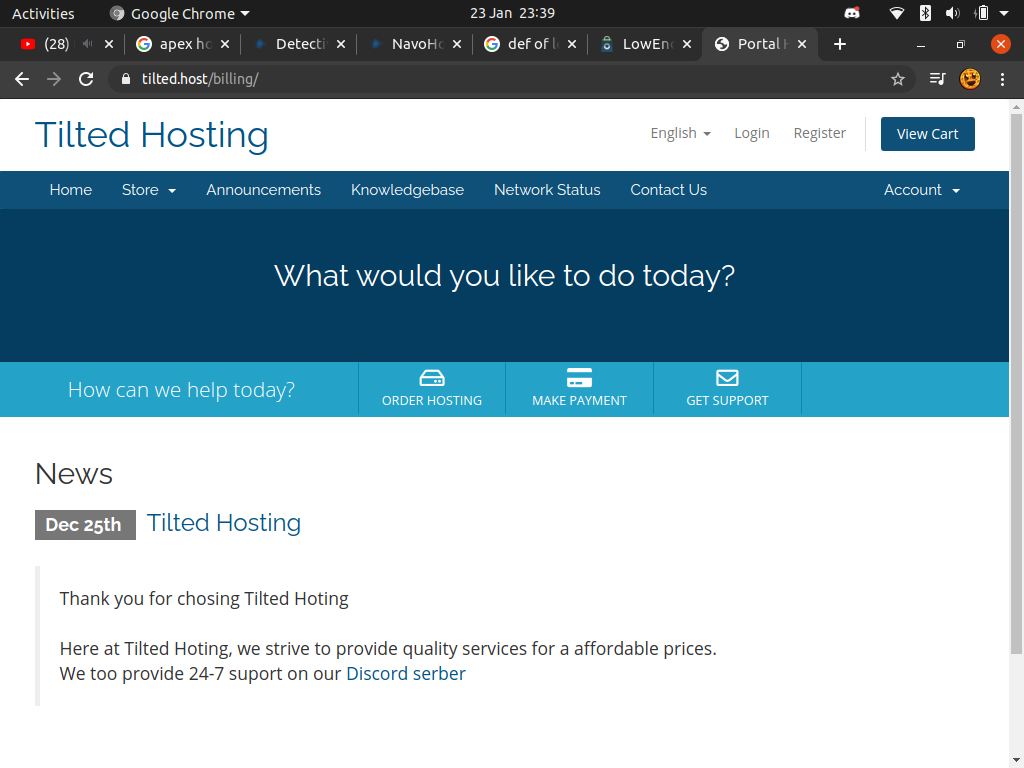 Activities Google Chrome 23 Jan 23:39
(28) apex ho Detecti NavoHo def of l LowEnd Portal H
tilted.host/billing/
Tilted Hosting
English Login Register View Cart
Home Store Announcements Knowledgebase Network Status Contact Us Account
What would you like to do today?
How can we help today? ORDER HOSTING MAKE PAYMENT GET SUPPORT
News
Dec 25th Tilted Hosting
Thank you for chosing Tilted Hoting
Here at Tilted Hoting, we strive to provide quality services for a affordable prices.
We too provide 24-7 suport on our Discord serber